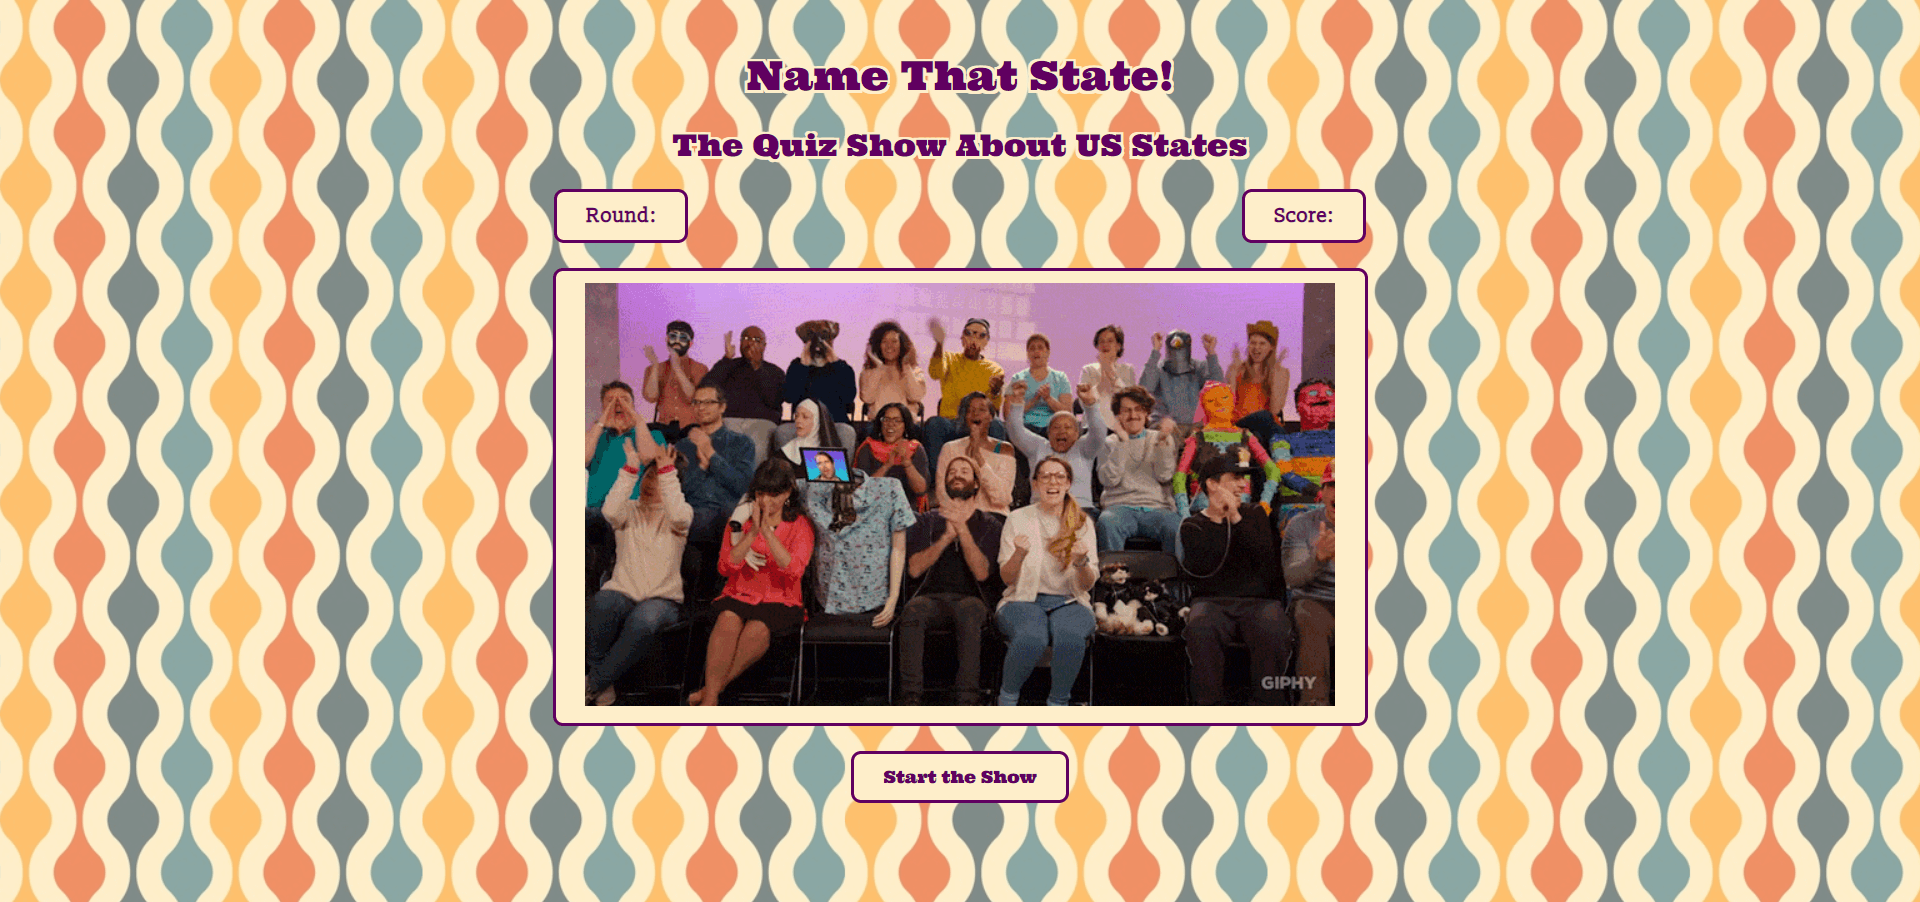 Name That State!
The Quiz Show About US States
Round:
Score:
GIPHY
Start the Show